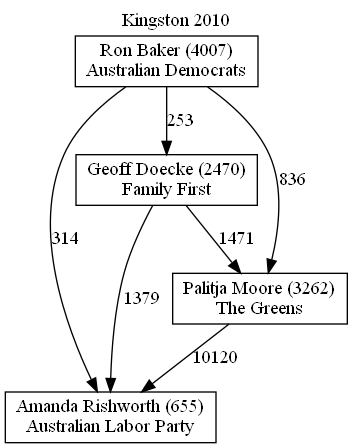 Kingston 2010
Ron Baker (4007)
Australian Democrats
253
Geoff Doecke (2470)
Family First
836
314
1379
1471
Palitja Moore (3262)
The Greens
10120
Amanda Rishworth (655)
Australian Labor Party